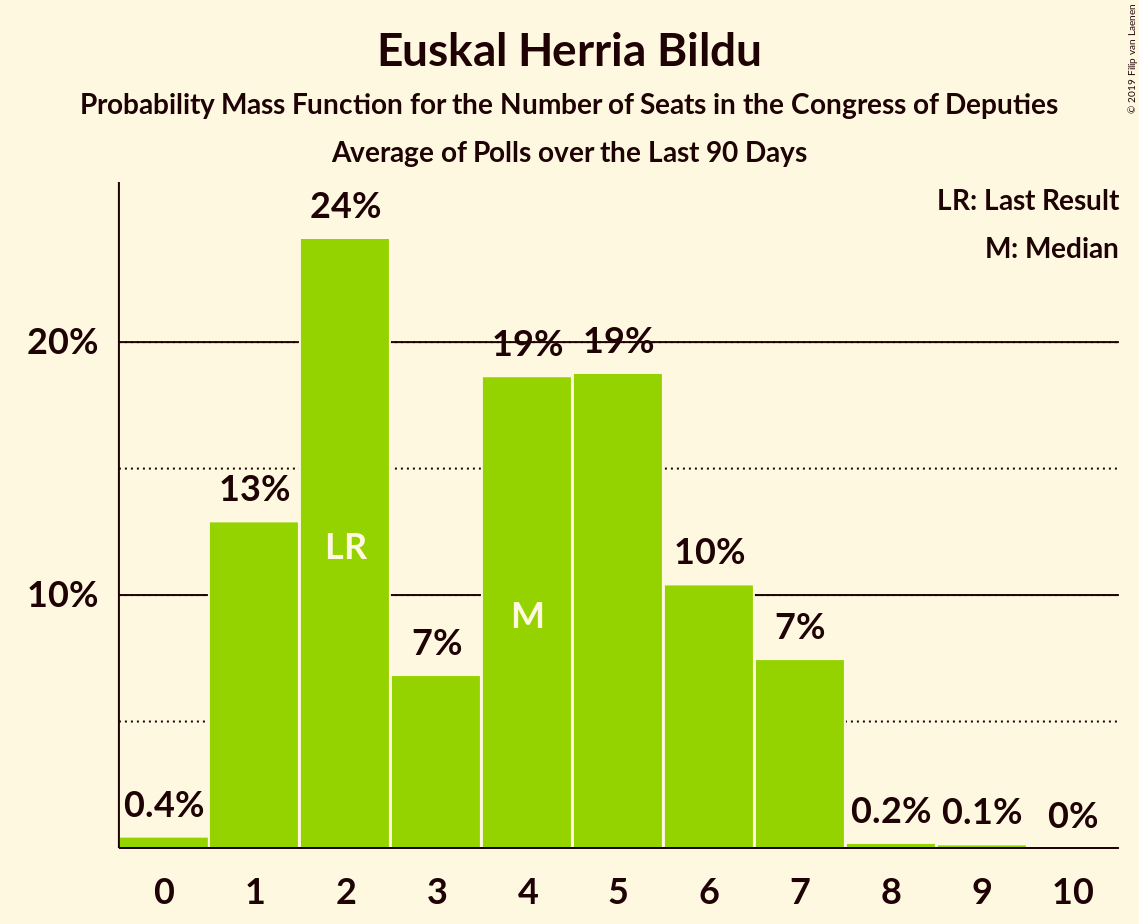 Euskal Herria Bildu
Probability Mass Function for the Number of Seats in the Congress of Deputies
Average of Polls over the Last 90 Days
© 2019 Filip van Laenen
LR: Last Result
M: Median
24%
20%
19%
19%
13%
LR
10%
10%
M
7%
7%
0.4%
0.2%
0.1%
0%
0 1 2 3 4 5 6 7 8 9 10